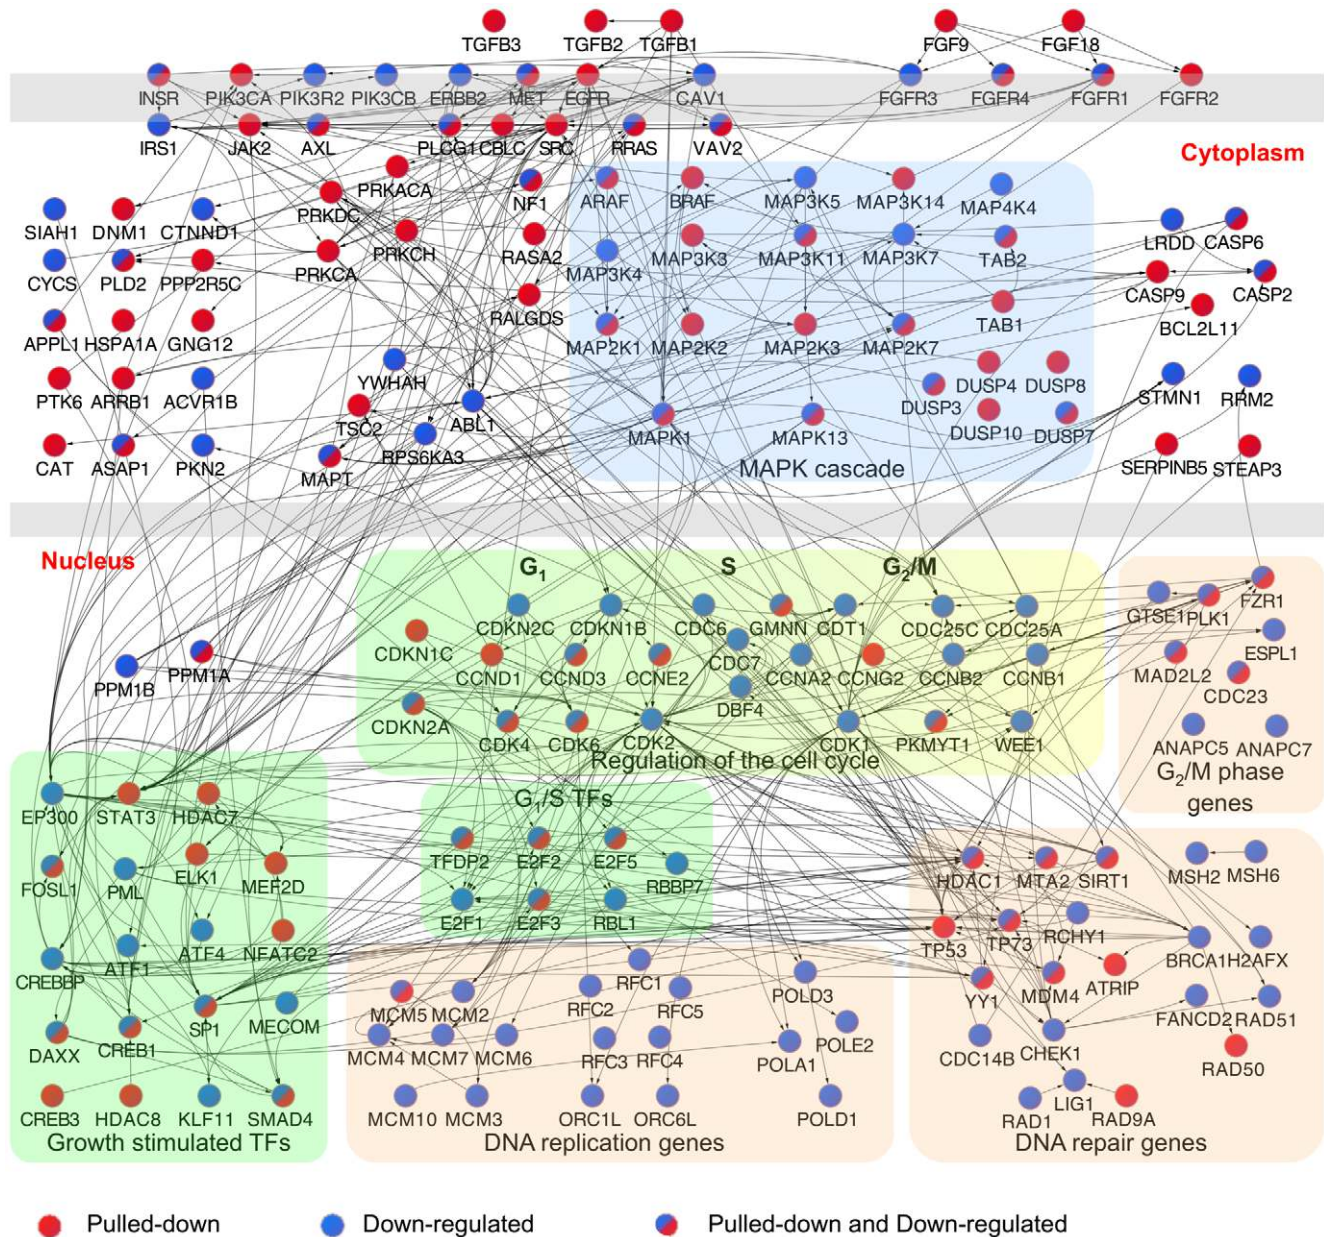 TGFB3 TGFB2 TGFB1 FGF9 FGF18
INSR PIK3CA PIK3R2 PIK3CB ERBB2 MET EGFR CAV1 FGFR3 FGFR4 FGFR1 FGFR2
IRS1 JAK2 AXL PLCG1 CBLC SRC RRAS VAV2
Cytoplasm
PRKACA NF1 ARAF BRAF MAP3K5 MAP3K14 MAP4K4
PRKDC
SIAH1 DNM1 CTNND1 PRKCH RASA2 MAP3K3 MAP3K11 MAP3K7 TAB2 LRDD CASP6
CYCS PLD2 PPP2R5C PRKCA MAP3K4 CASP9 CASP2
RALGDS TAB1 BCL2L11
APPL1 HSPA1A GNG12 MAP2K1 MAP2K2 MAP2K3 MAP2K7
YWHAH DUSP4 DUSP8
PTK6 ARRB1 ACVR1B DUSP3 STMN1 RRM2
TSC2 ABL1 DUSP10 DUSP7
CAT ASAP1 PKN2 MAPT RPS6KA3 MAPK1 MAPK13 SERPINB5 STEAP3
MAPK cascade
Nucleus
G1 S G2/M
CDKN2C CDKN1B CDC6 GMNN CDT1 CDC25C CDC25A GTSE1 PLK1 FZR1
CDKN1C CDC7 ESPL1
PPM1B PPM1A CCND1 CCND3 CCNE2 CCNA2 CCNG2 CCNB2 CCNB1 MAD2L2
DBF4 CDC23
CDKN2A CDK4 CDK6 CDK2 CDK1 PKMYT1 WEE1
ANAPC5 ANAPC7
Regulation of the cell cycle
G2/M phase
genes
G1/S TFs
EP300 STAT3 HDAC7
TFDP2 E2F2 E2F5 RBBP7
FOSL1 PML ELK1 MEF2D HDAC1 MTA2 SIRT1 MSH2 MSH6
E2F1 E2F3 RBL1
CREBBP ATF1 ATF4 NFATC2 TP53 TP73 RCHY1 BRCA1 H2AFX
MCM5 MCM2 RFC2 RFC1 RFC5 POLD3 YY1 MDM4 ATRIP
DAXX CREB1 SP1 MECOM FANCD2 RAD51
MCM4 MCM7 MCM6 RFC3 RFC4 POLA1 POLE2 CDC14B CHEK1 RAD50
CREB3 HDAC8 KLF11 SMAD4 MCM10 MCM3 ORC1L ORC6L POLD1 RAD1 LIG1 RAD9A
Growth stimulated TFs DNA replication genes DNA repair genes
Pulled-down Down-regulated Pulled-down and Down-regulated